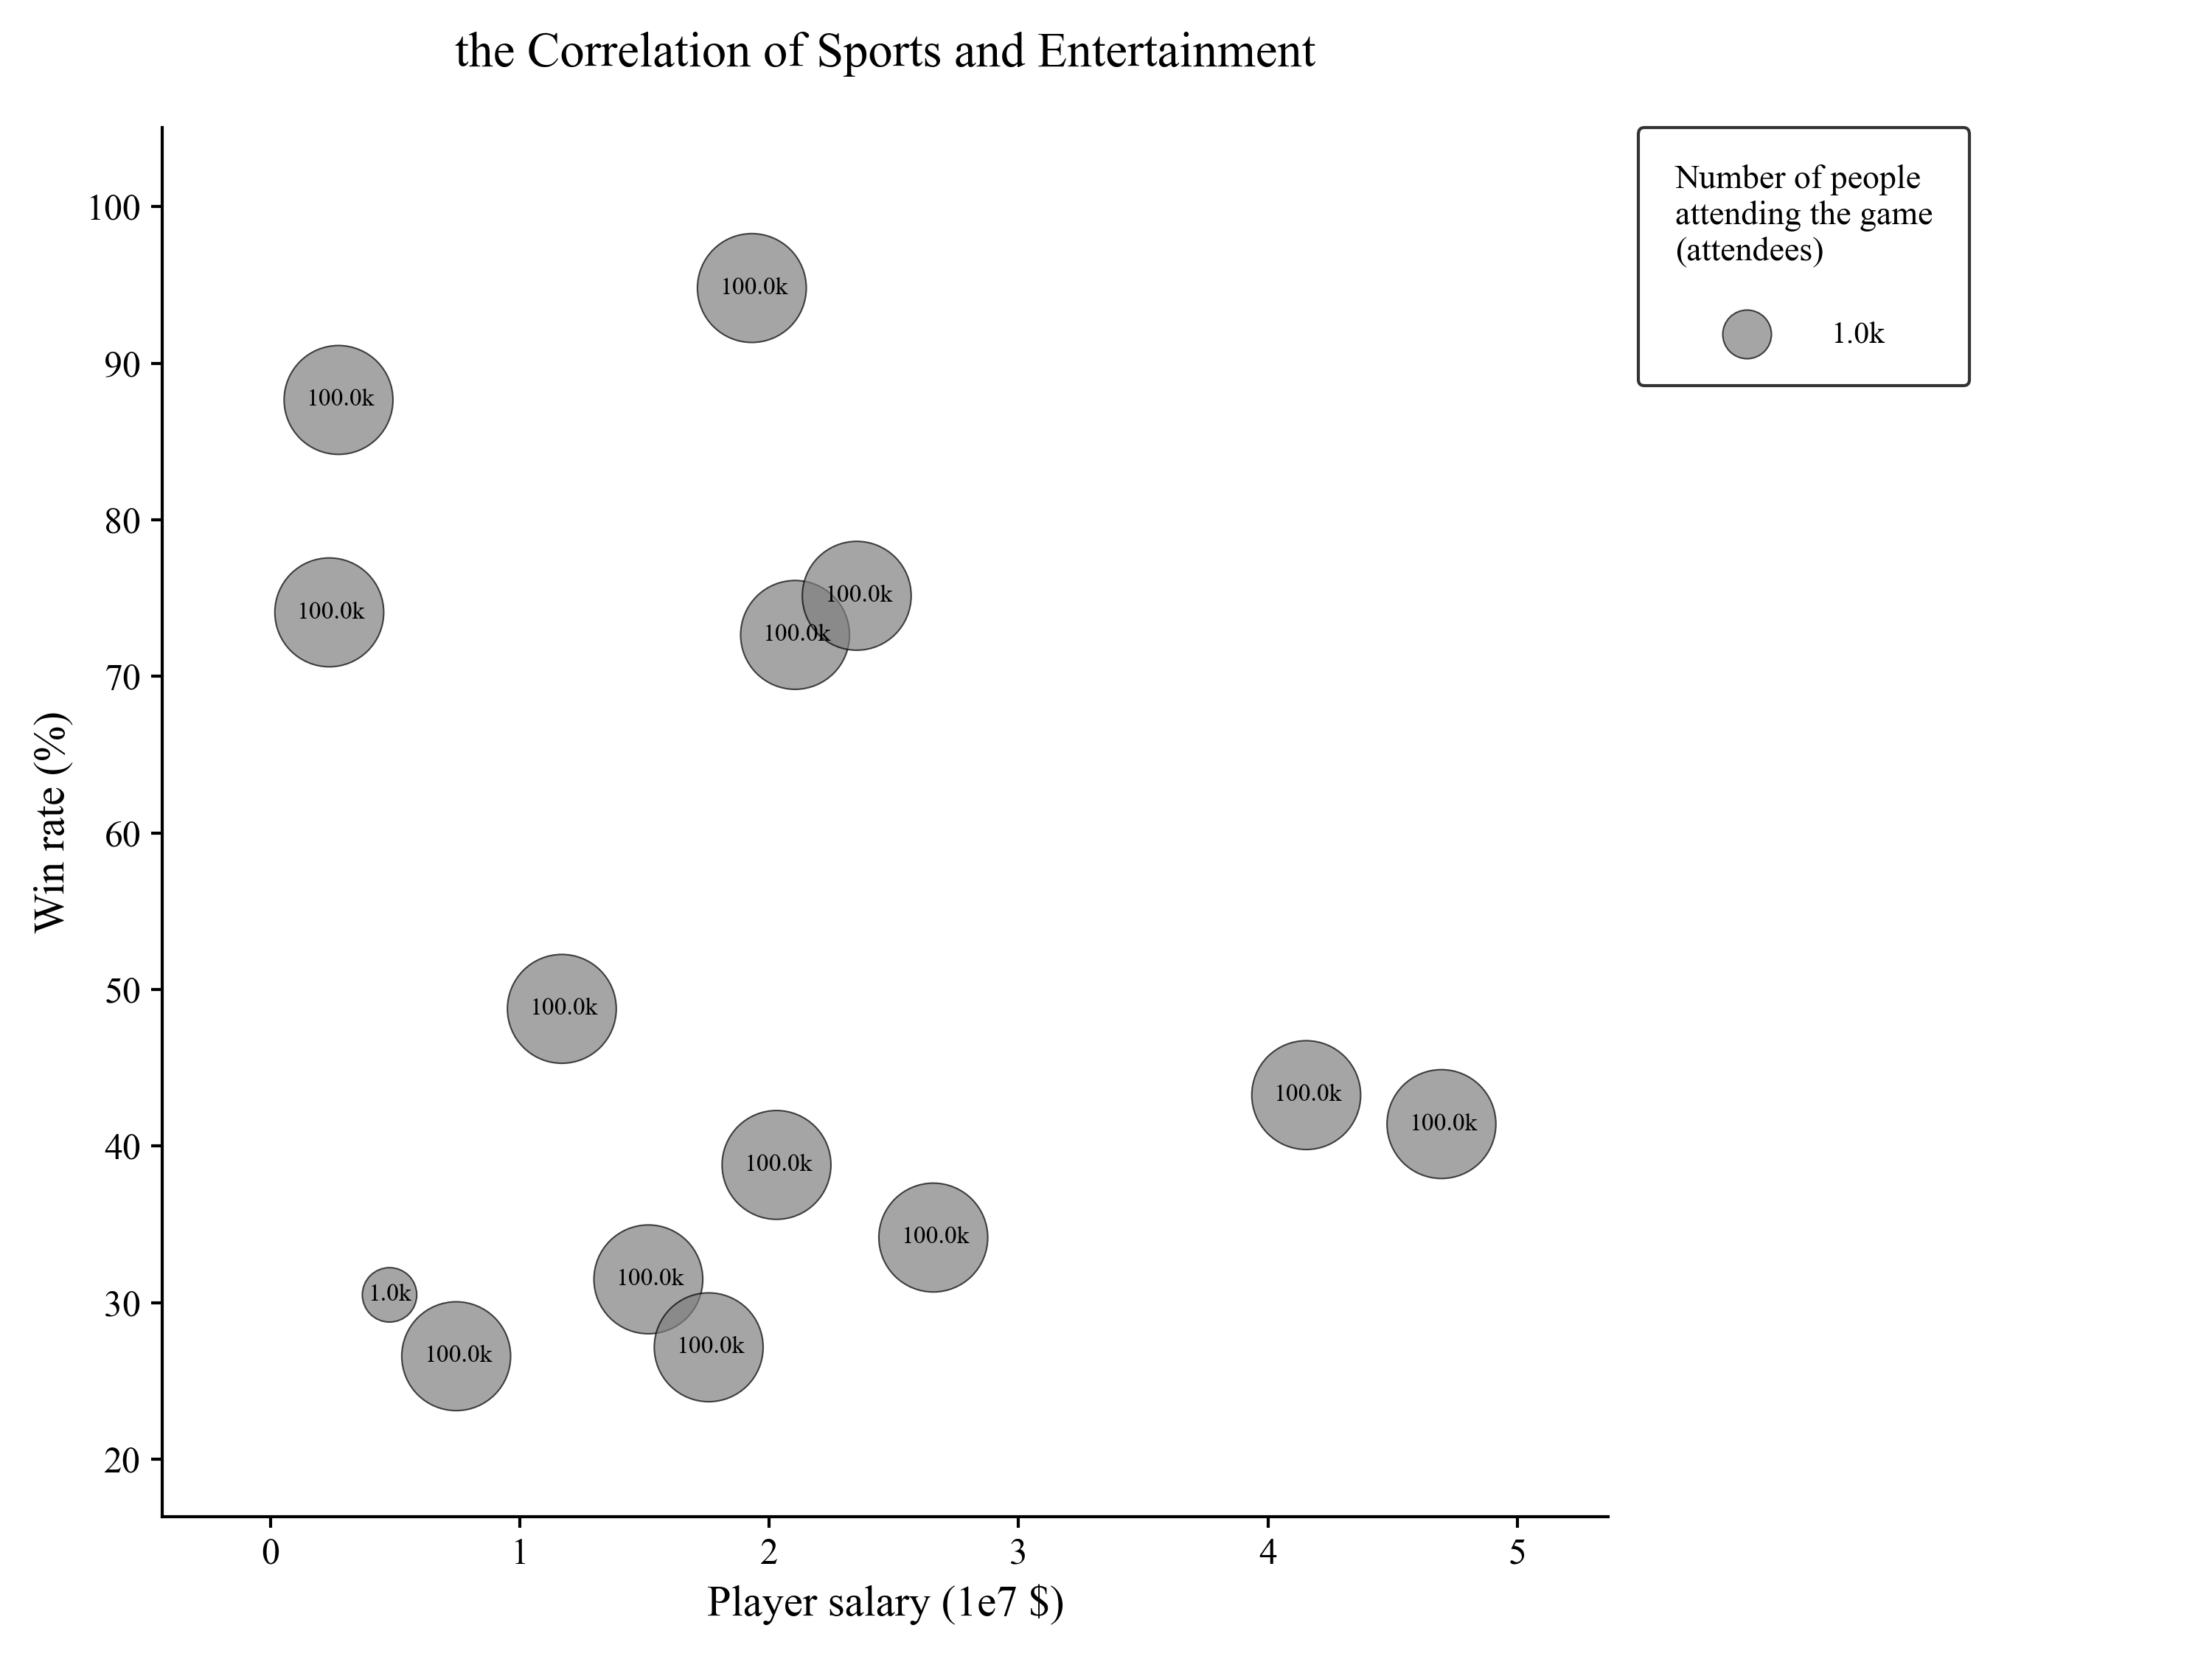 the Correlation of Sports and Entertainment
Number of people
attending the game
(attendees)
1.0k
Win rate (%)
100
90
80
70
60
50
40
30
20
100.0k
100.0k
100.0k
100.0k
100.0k
100.0k
100.0k
100.0k
100.0k
100.0k
100.0k
1.0k
100.0k
100.0k
0
1
2
3
4
5
Player salary (1e7 $)